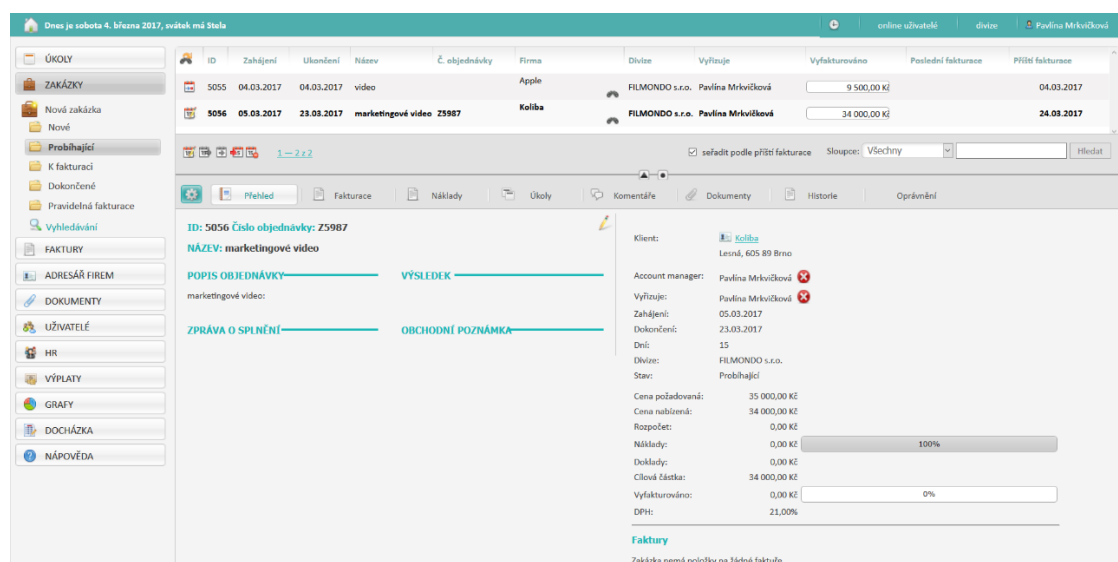 Dnes je sobota 4. března 2017, svátek má Stela
online uživatelé divize Pavlína Mrkvičková
ÚKOLY
ZAKÁZKY
Nová zakázka
Nové
Probíhající
K fakturaci
Dokončené
Pravidelná fakturace
Vyhledávání
FAKTURY
ADRESÁŘ FIREM
DOKUMENTY
UŽIVATELÉ
HR
VÝPLATY
GRAFY
DOCHÁZKA
NÁPOVĚDA
ID Zahájení Ukončení Název Č. objednávky Firma Divize Vyřizuje Vyfakturováno Poslední fakturace Příští fakturace
5055 04.03.2017 04.03.2017 video Apple FILMONDO s.r.o. Pavlína Mrkvičková 9 500,00 Kč 04.03.2017
5056 05.03.2017 23.03.2017 marketingové video Z5987 Koliba FILMONDO s.r.o. Pavlína Mrkvičková 34 000,00 Kč 24.03.2017
1 — 2 z 2 seřadit podle příští fakturace Sloupce: Všechny Hledat
Přehled Fakturace Náklady Úkoly Komentáře Dokumenty Historie Oprávnění
ID: 5056 Číslo objednávky: Z5987
NÁZEV: marketingové video
POPIS OBJEDNÁVKY VÝSLEDEK
marketingové video:
ZPRÁVA O SPLNĚNÍ OBCHODNÍ POZNÁMKA
Klient: Koliba
Lesná, 605 89 Brno
Account manager: Pavlína Mrkvičková
Vyřizuje: Pavlína Mrkvičková
Zahájení: 05.03.2017
Dokončení: 23.03.2017
Dní: 15
Divize: FILMONDO s.r.o.
Stav: Probíhající
Cena požadovaná: 35 000,00 Kč
Cena nabízená: 34 000,00 Kč
Rozpočet: 0,00 Kč
Náklady: 0,00 Kč 100%
Doklady: 0,00 Kč
Cílová částka: 34 000,00 Kč
Vyfakturováno: 0,00 Kč 0%
DPH: 21,00%
Faktury
Zakázka nemá položky na žádné faktuře